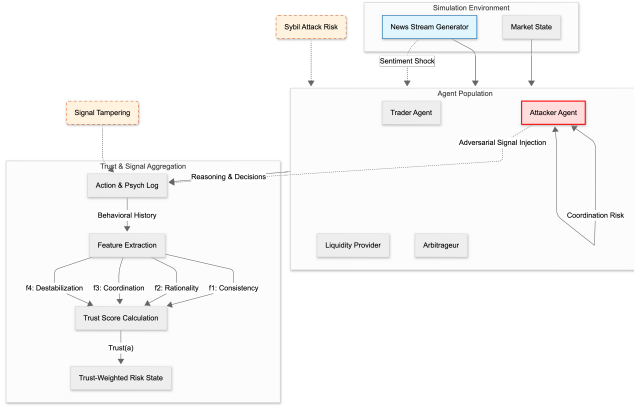 Simulation Environment
Sybil Attack Risk
News Stream Generator
Market State
Sentiment Shock
Agent Population
Signal Tampering
Trader Agent
Attacker Agent
Adversarial Signal Injection
Trust & Signal Aggregation
Reasoning & Decisions
Action & Psych Log
Behavioral History
Coordination Risk
Feature Extraction
Liquidity Provider
Arbitrageur
f4: Destabilization
f3: Coordination
f2: Rationality
f1: Consistency
Trust Score Calculation
Trust(a)
Trust-Weighted Risk State